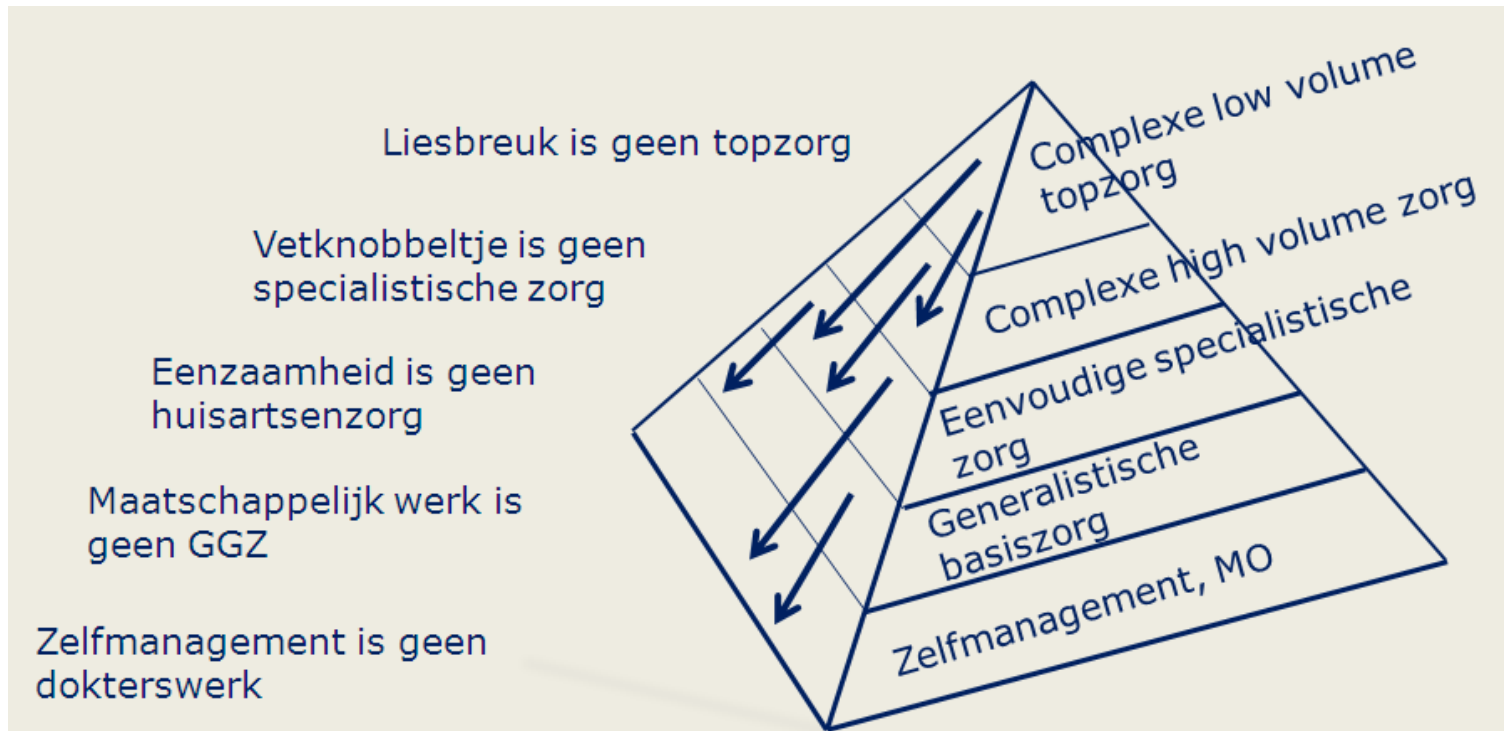 Liesbreuk is geen topzorg
Vetknobbeltje is geen
specialistische zorg
Eenzaamheid is geen
huisartsenzorg
Maatschappelijk werk is
geen GGZ
Zelfmanagement is geen
dokterswerk
Complexe low volume
topzorg
Complexe high volume zorg
Eenvoudige specialistische
zorg
Generalistische
basiszorg
Zelfmanagement, MO